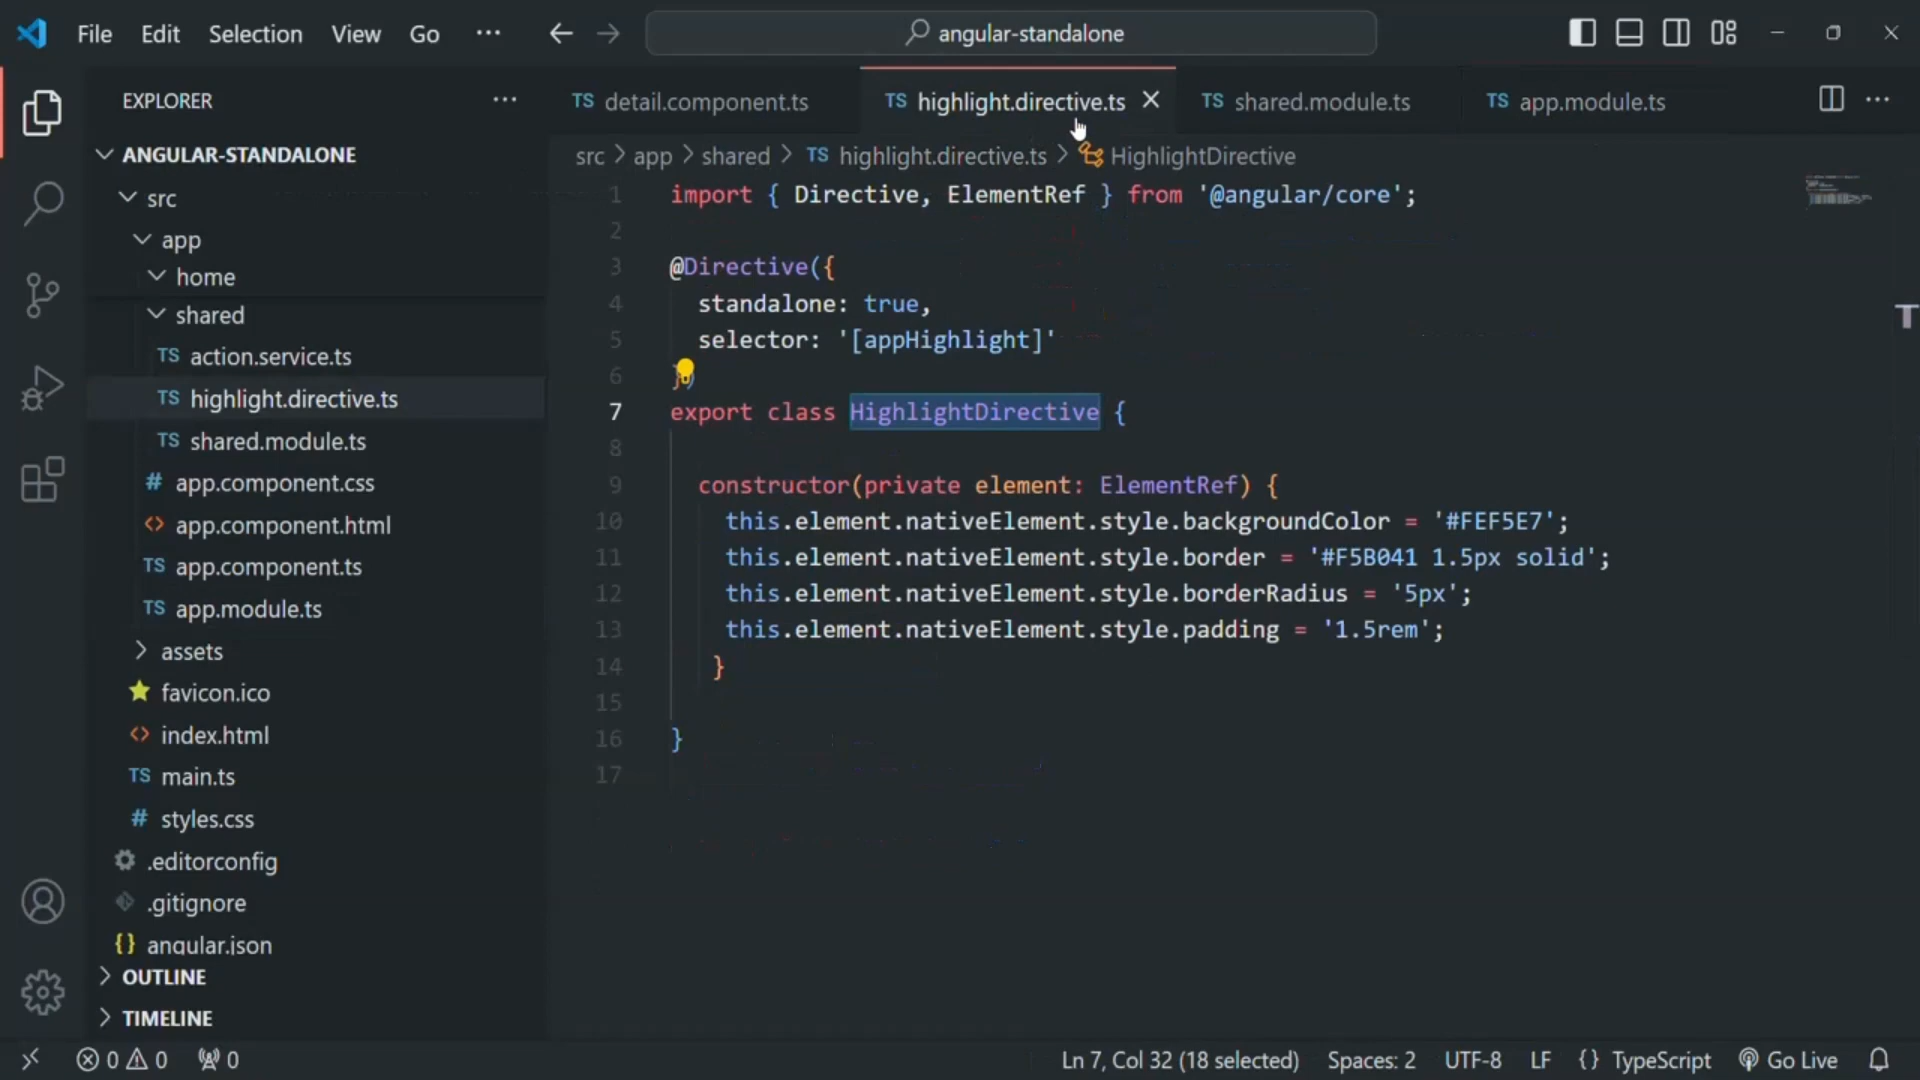 File Edit Selection View Go ··· angular-standalone
EXPLORER ···
TS detail.component.ts TS highlight.directive.ts TS shared.module.ts TS app.module.ts ···
ANGULAR-STANDALONE
src
app
home
shared
TS action.service.ts
TS highlight.directive.ts
TS shared.module.ts
# app.component.css
<> app.component.html
TS app.component.ts
TS app.module.ts
assets
favicon.ico
<> index.html
TS main.ts
# styles.css
.editorconfig
.gitignore
{} angular.json
OUTLINE
TIMELINE
src > app > shared > TS highlight.directive.ts > HighlightDirective
1 import { Directive, ElementRef } from '@angular/core';
2
3 @Directive({
4 standalone: true,
5 selector: '[appHighlight]'
6 })
7 export class HighlightDirective {
8
9 constructor(private element: ElementRef) {
10 this.element.nativeElement.style.backgroundColor = '#FEF5E7';
11 this.element.nativeElement.style.border = '#F5B041 1.5px solid';
12 this.element.nativeElement.style.borderRadius = '5px';
13 this.element.nativeElement.style.padding = '1.5rem';
14 }
15
16 }
17
T
0 0 0 Ln 7, Col 32 (18 selected) Spaces: 2 UTF-8 LF {} TypeScript Go Live